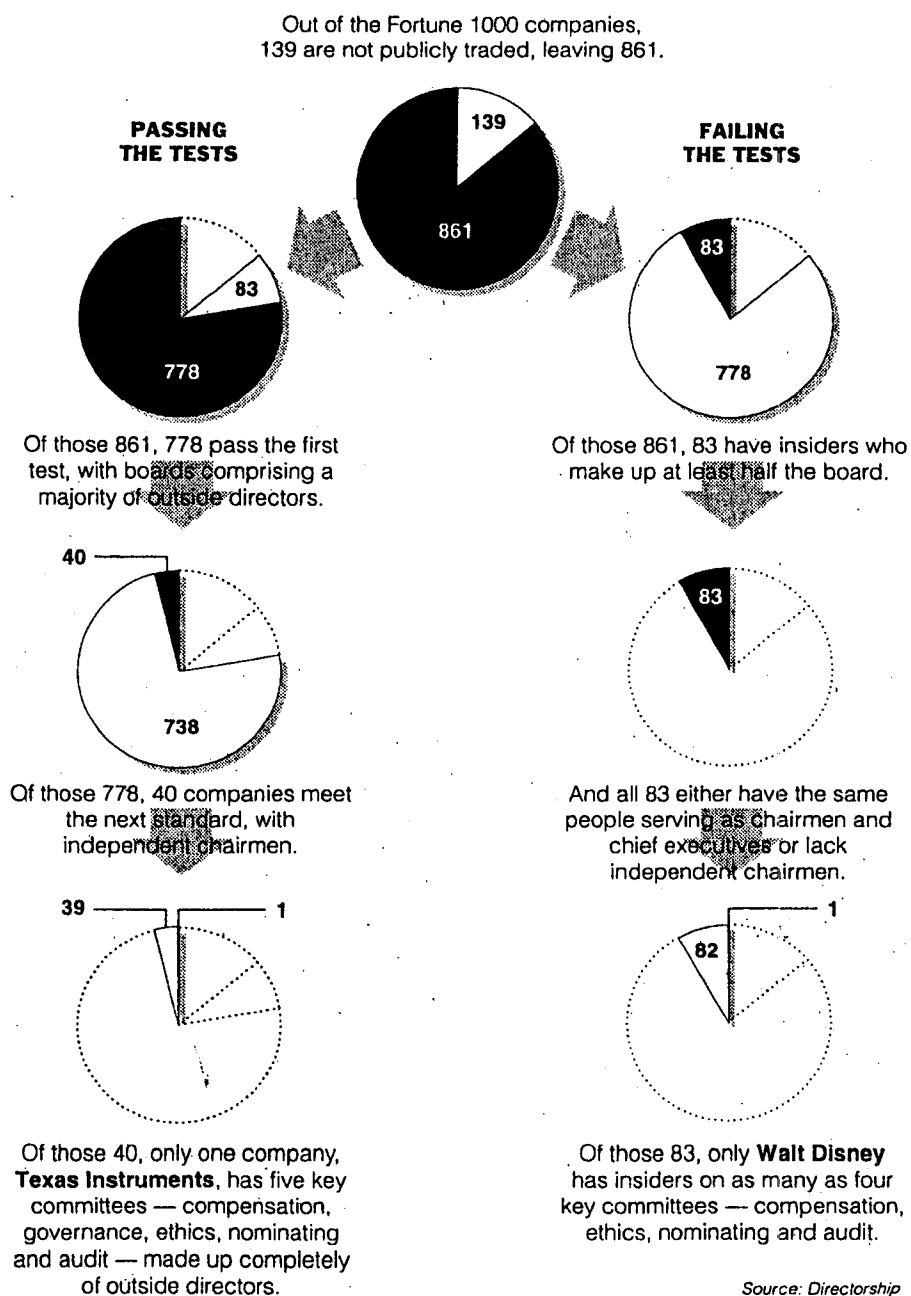 Out of the Fortune 1000 companies,
139 are not publicly traded, leaving 861.
139
861
PASSING
THE TESTS
83
778
Of those 861, 778 pass the first
test, with boards comprising a
majority of outside directors.
40
738
Of those 778, 40 companies meet
the next standard, with
independent chairmen.
39
1
Of those 40, only one company,
Texas Instruments, has five key
committees — compensation,
governance, ethics, nominating
and audit — made up completely
of outside directors.
FAILING
THE TESTS
83
778
Of those 861, 83 have insiders who
make up at least half the board.
83
And all 83 either have the same
people serving as chairmen and
chief executives or lack
independent chairmen.
82
1
Of those 83, only Walt Disney
has insiders on as many as four
key committees — compensation,
ethics, nominating and audit.
Source: Directorship